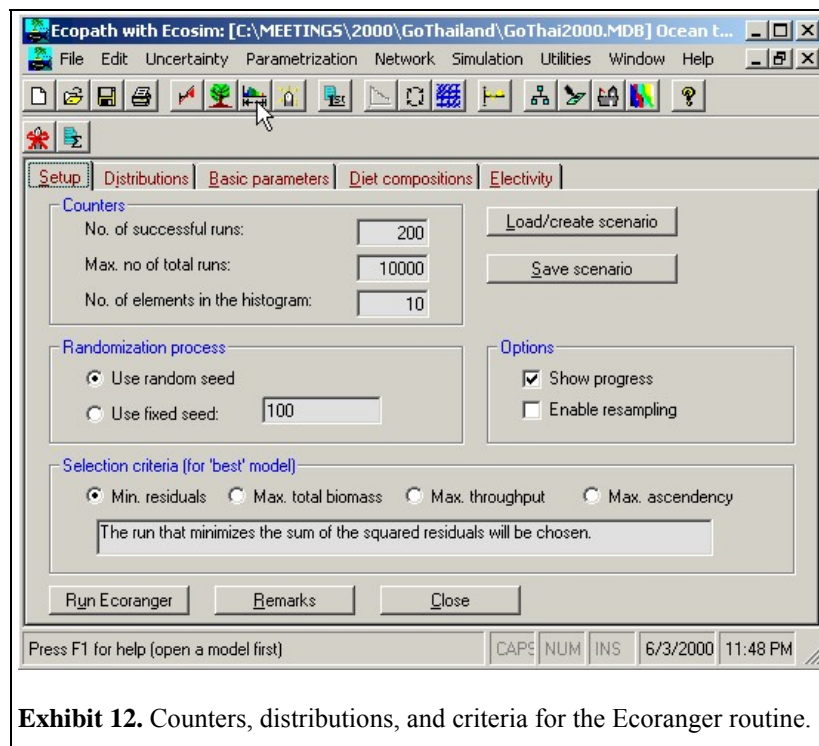 Ecopath with Ecosim: [C:\MEETINGS\2000\GoThailand\GoThai2000.MDB] Ocean t...
File Edit Uncertainty Parametrization Network Simulation Utilities Window Help
1st
Setup Distributions Basic parameters Diet compositions Electivity
Counters
No. of successful runs: 200
Max. no of total runs: 10000
No. of elements in the histogram: 10
Load/create scenario
Save scenario
Randomization process
Use random seed
Use fixed seed: 100
Options
Show progress
Enable resampling
Selection criteria (for 'best' model)
Min. residuals Max. total biomass Max. throughput Max. ascendency
The run that minimizes the sum of the squared residuals will be chosen.
Run Ecoranger Remarks Close
Press F1 for help (open a model first) CAPS NUM INS 6/3/2000 11:48 PM
Exhibit 12. Counters, distributions, and criteria for the Ecoranger routine.